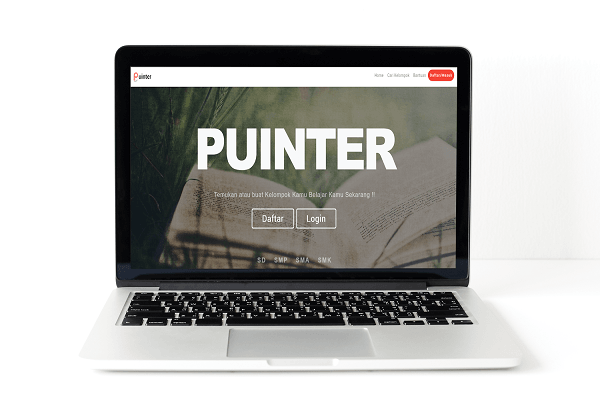 Puinter
Home Cari Kelompok Bantuan Daftar/Masuk
PUINTER
Temukan atau buat Kelompok Kamu Belajar Kamu Sekarang !!
Daftar Login
SD SMP SMA SMK